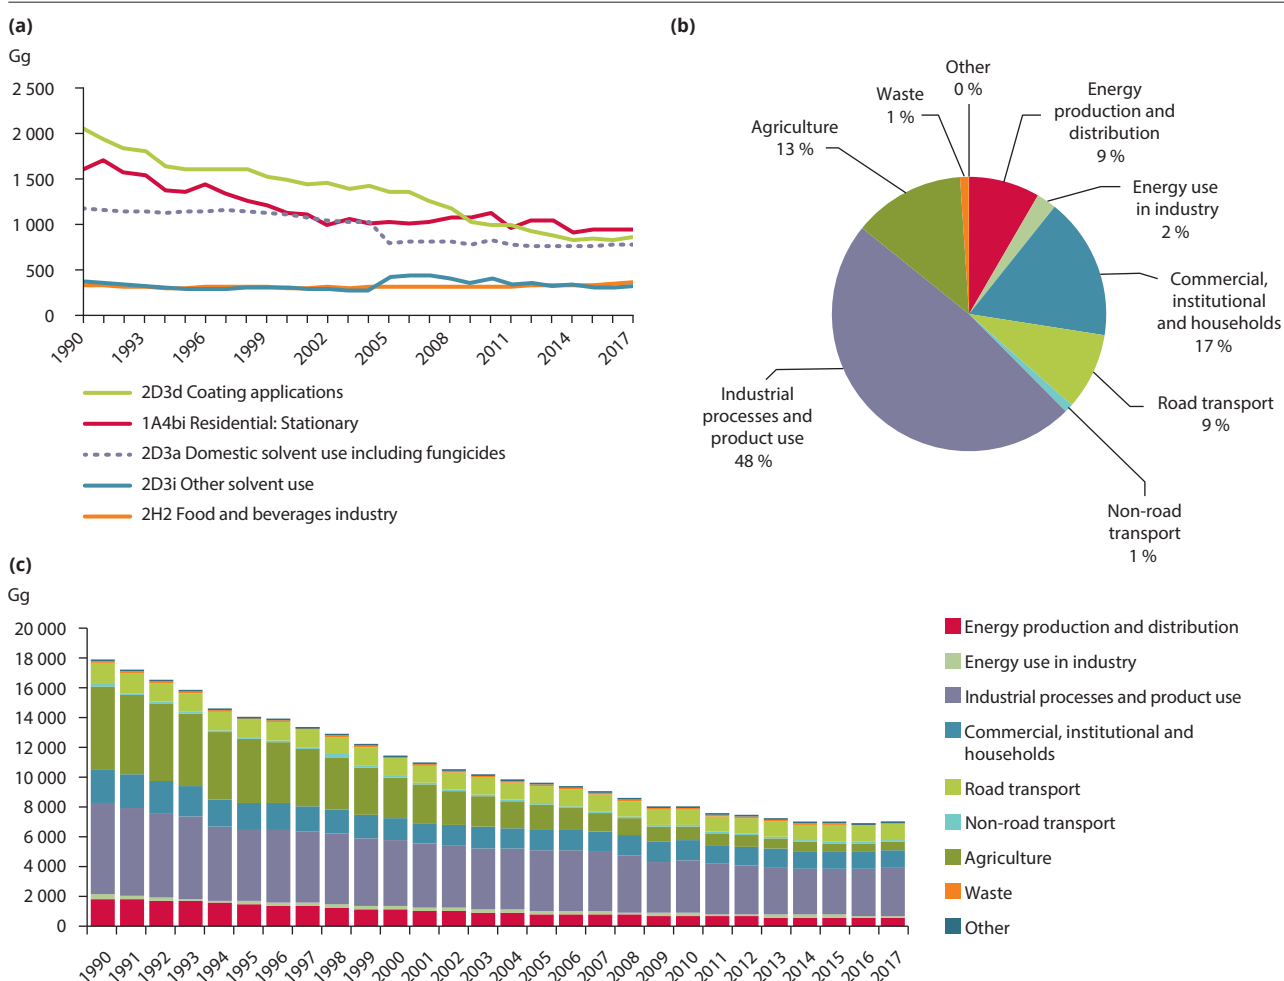 (a)
Gg
2 500
2 000
1 500
1 000
500
0
1990
1993
1996
1999
2002
2005
2008
2011
2014
2017
2D3d Coating applications
1A4bi Residential: Stationary
2D3a Domestic solvent use including fungicides
2D3i Other solvent use
2H2 Food and beverages industry
(b)
Other
0 %
Waste
1 %
Agriculture
13 %
Energy
production and
distribution
9 %
Energy use
in industry
2 %
Commercial,
institutional
and households
17 %
Road transport
9 %
Non-road
transport
1 %
Industrial
processes and
product use
48 %
(c)
Gg
20 000
18 000
16 000
14 000
12 000
10 000
8 000
6 000
4 000
2 000
0
1990
1991
1992
1993
1994
1995
1996
1997
1998
1999
2000
2001
2002
2003
2004
2005
2006
2007
2008
2009
2010
2011
2012
2013
2014
2015
2016
2017
Energy production and distribution
Energy use in industry
Industrial processes and product use
Commercial, institutional and
households
Road transport
Non-road transport
Agriculture
Waste
Other